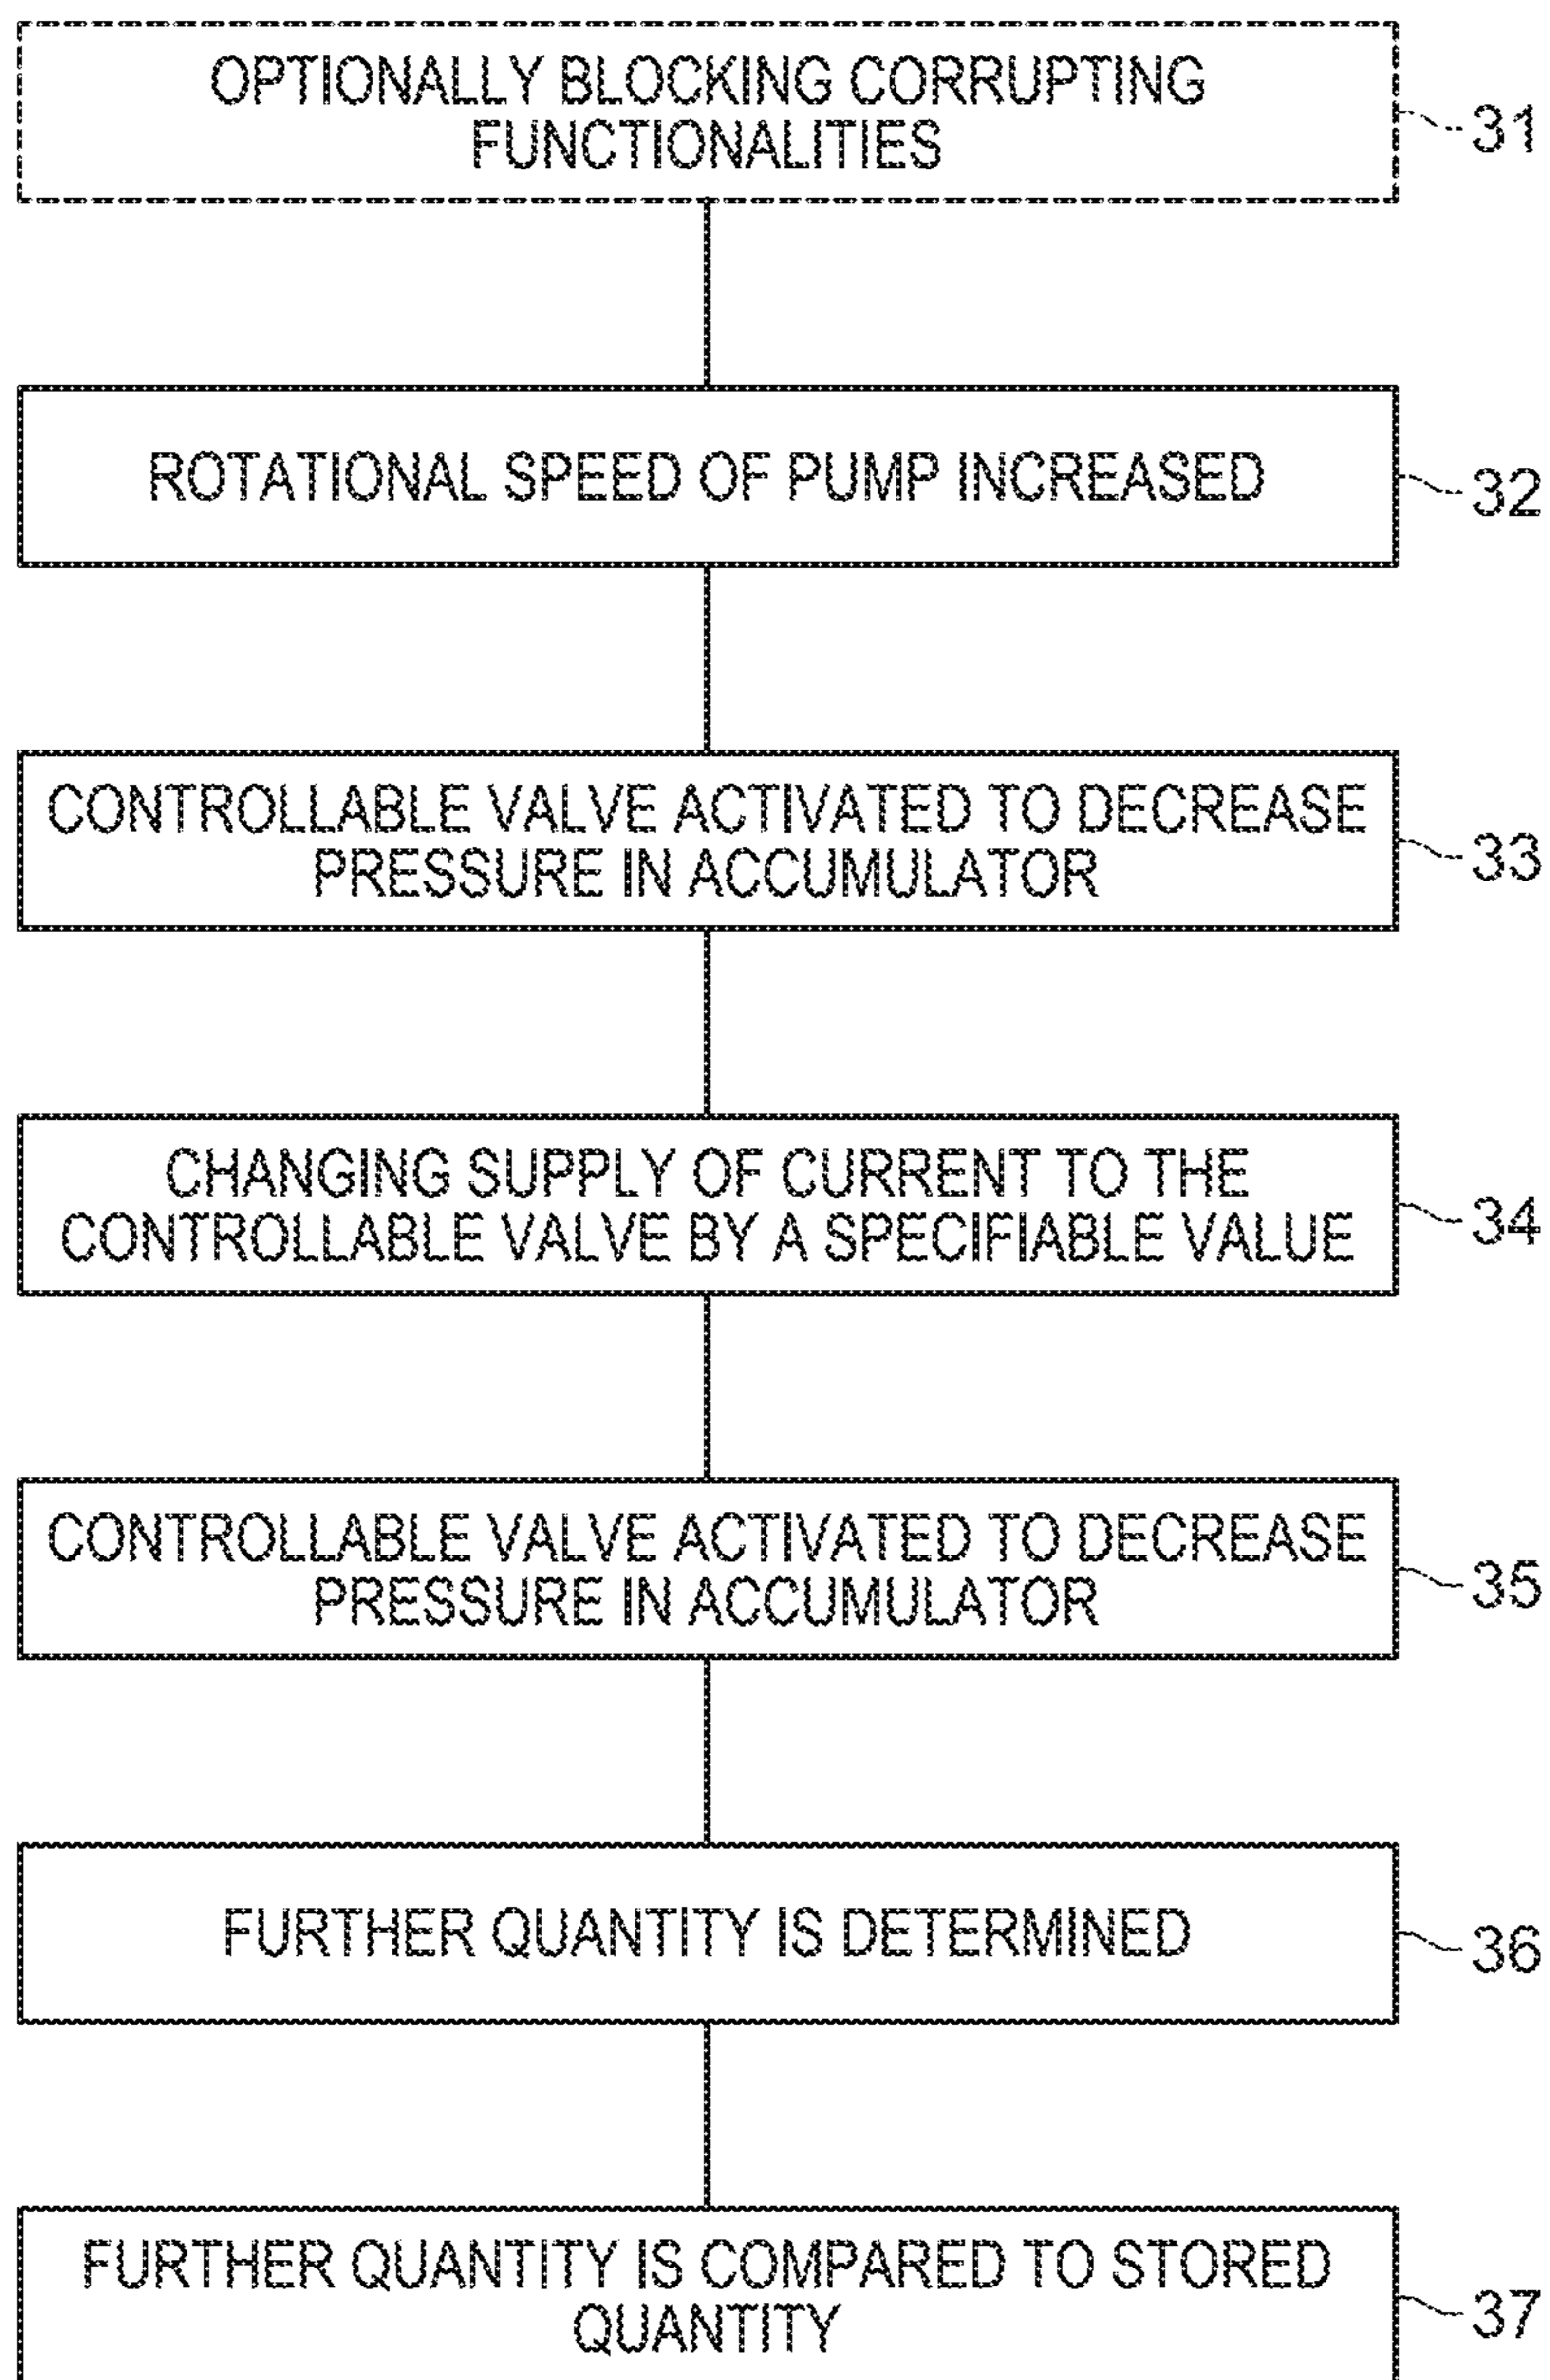 OPTIONALLY BLOCKING CORRUPTING
FUNCTIONALITIES
31
ROTATIONAL SPEED OF PUMP INCREASED
32
CONTROLLABLE VALVE ACTIVATED TO DECREASE
PRESSURE IN ACCUMULATOR
33
CHANGING SUPPLY OF CURRENT TO THE
CONTROLLABLE VALVE BY A SPECIFIABLE VALUE
34
CONTROLLABLE VALVE ACTIVATED TO DECREASE
PRESSURE IN ACCUMULATOR
35
FURTHER QUANTITY IS DETERMINED
36
FURTHER QUANTITY IS COMPARED TO STORED
QUANTITY
37